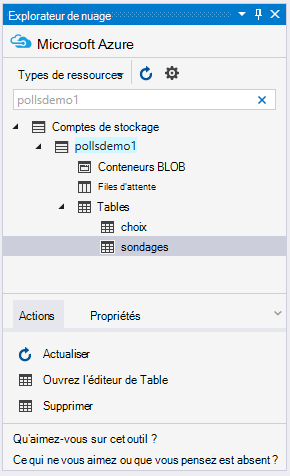 Explorateur de nuage
Microsoft Azure
Types de ressources
pollsdemo1
Comptes de stockage
pollsdemo1
Conteneurs BLOB
Files d'attente
Tables
choix
sondages
Actions Propriétés
Actualiser
Ouvrez l'éditeur de Table
Supprimer
Qu'aimez-vous sur cet outil ?
Ce qui ne vous aimez ou que vous pensez est absent ?